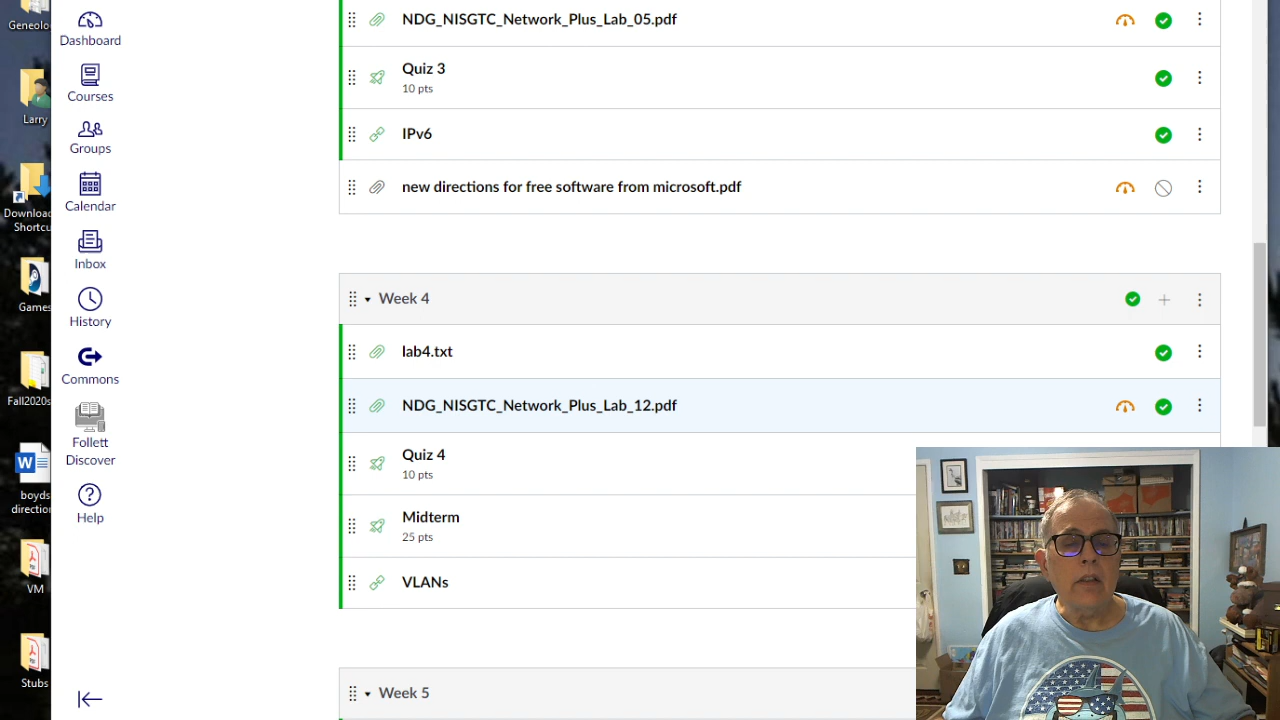 Geneolo
Larry
Downloac
Shortcu
Games
Fall2020s
boyds
direction
VM
Stubs
Dashboard
Courses
Groups
Calendar
Inbox
History
Commons
Follett
Discover
Help
NDG_NISGTC_Network_Plus_Lab_05.pdf
Quiz 3
10 pts
IPv6
new directions for free software from microsoft.pdf
Week 4
lab4.txt
NDG_NISGTC_Network_Plus_Lab_12.pdf
Quiz 4
10 pts
Midterm
25 pts
VLANs
Week 5